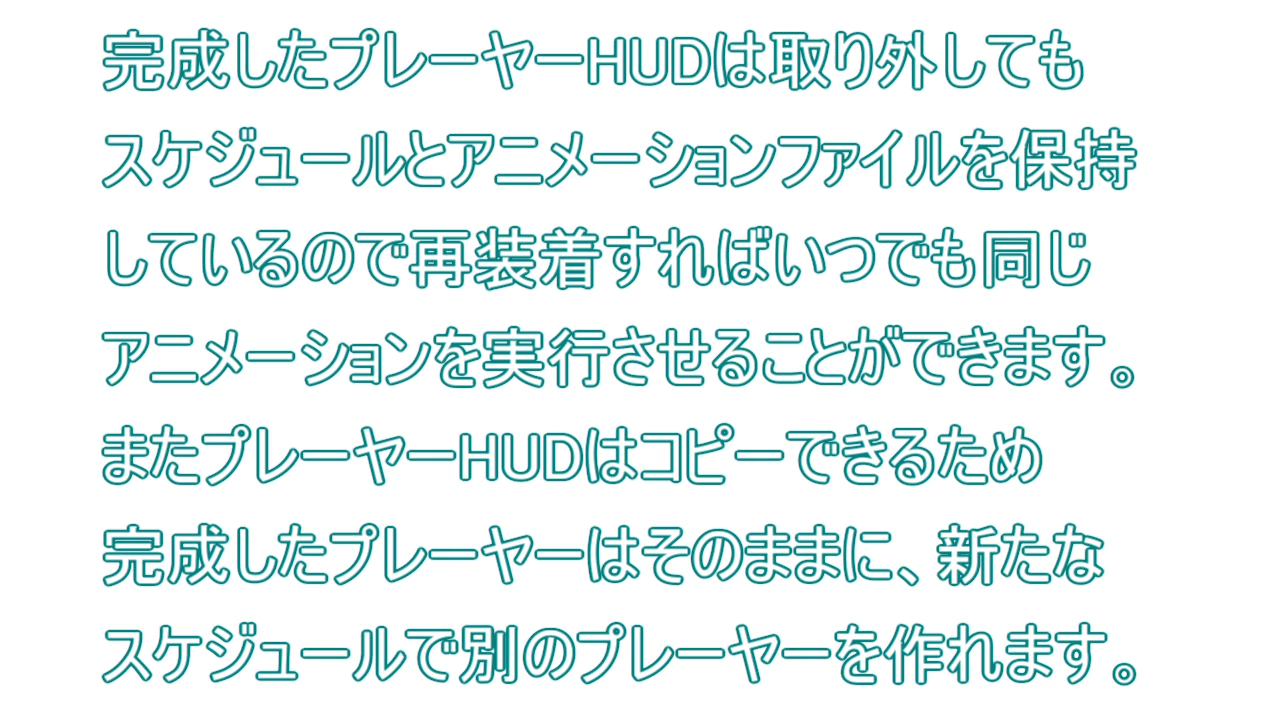 完成したプレーヤーHUDは取り外しても
スケジュールとアニメーションファイルを保持
しているので再装着すればいつでも同じ
アニメーションを実行させることができます。
またプレーヤーHUDはコピーできるため
完成したプレーヤーはそのままに、新たな
スケジュールで別のプレーヤーを作れます。